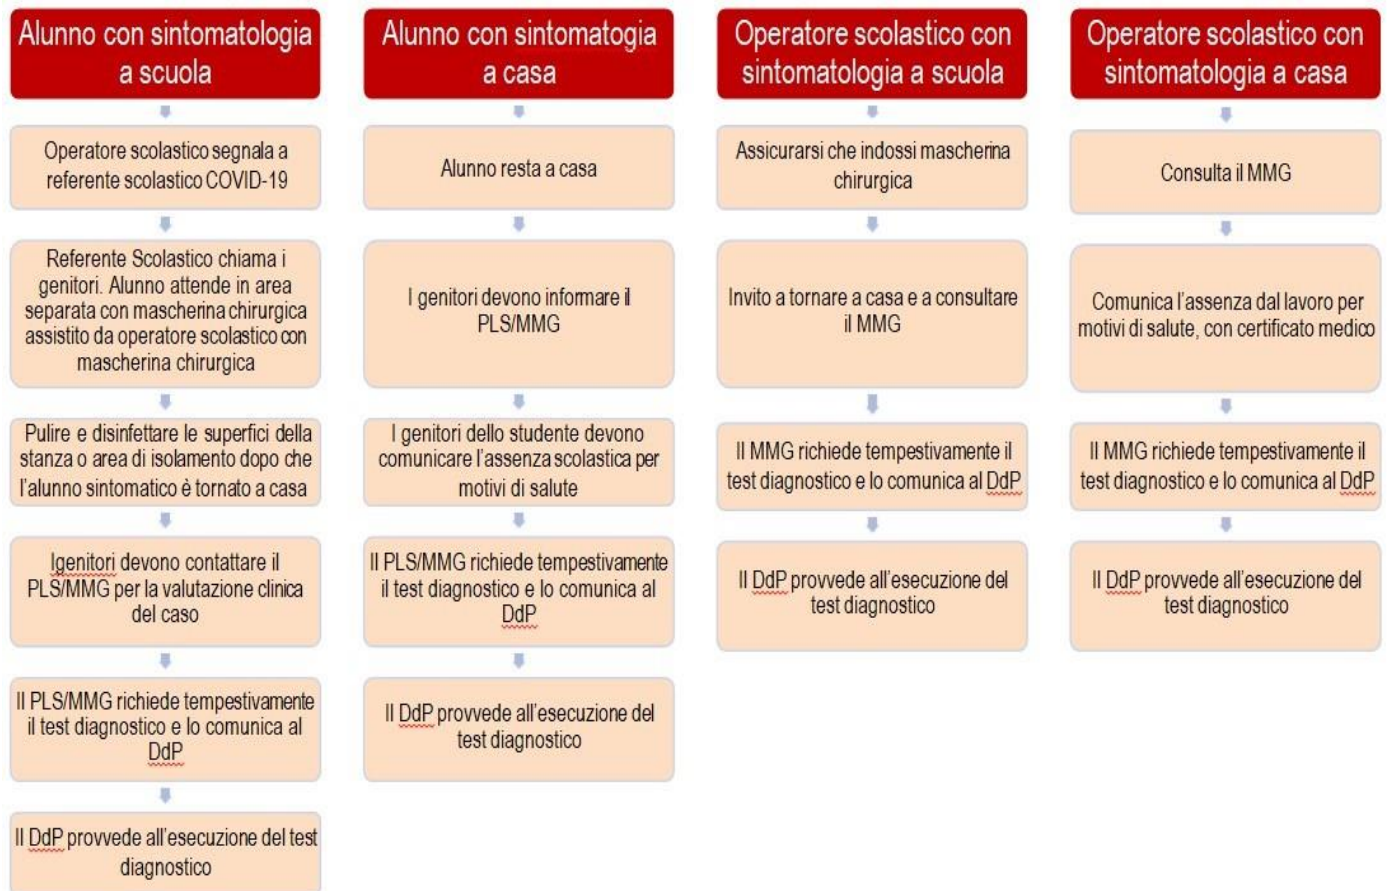 Alunno con sintomatologia
a scuola
Operatore scolastico segnala a
referente scolastico COVID-19
Referente Scolastico chiama i
genitori. Alunno attende in area
separata con mascherina chirurgica
assistito da operatore scolastico con
mascherina chirurgica
Pulire e disinfettare le superfici della
stanza o area di isolamento dopo che
l'alunno sintomatico è tornato a casa
Igenitori devono contattare il
PLS/MMG per la valutazione clinica
del caso
Il PLS/MMG richiede tempestivamente
il test diagnostico e lo comunica al
DdP
Il DdP provvede all'esecuzione del test
diagnostico
Alunno con sintomatogia
a casa
Alunno resta a casa
I genitori devono informare il
PLS/MMG
I genitori dello studente devono
comunicare l'assenza scolastica per
motivi di salute
Il PLS/MMG richiede tempestivamente
il test diagnostico e lo comunica al
DdP
Il DdP provvede all'esecuzione del
test diagnostico
Operatore scolastico con
sintomatologia a scuola
Assicurarsi che indossi mascherina
chirurgica
Invito a tornare a casa e a consultare
il MMG
Il MMG richiede tempestivamente il
test diagnostico e lo comunica al DdP
Il DdP provvede all'esecuzione del
test diagnostico
Operatore scolastico con
sintomatologia a casa
Consulta il MMG
Comunica l'assenza dal lavoro per
motivi di salute, con certificato medico
Il MMG richiede tempestivamente il
test diagnostico e lo comunica al DdP
Il DdP provvede all'esecuzione del
test diagnostico